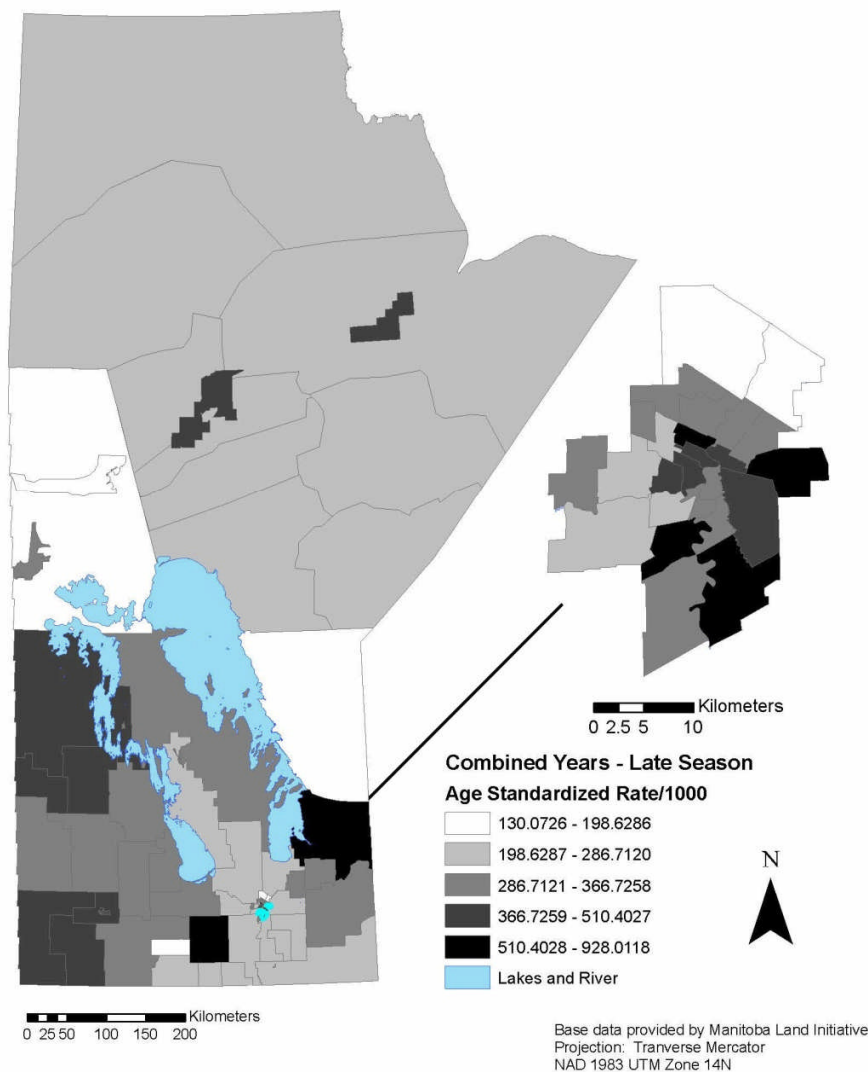 Kilometers
0 2.5 5 10
Combined Years - Late Season
Age Standardized Rate/1000
130.0726 - 198.6286
198.6287 - 286.7120
286.7121 - 366.7258
366.7259 - 510.4027
510.4028 - 928.0118
Lakes and River
N
Kilometers
0 25 50 100 150 200
Base data provided by Manitoba Land Initiative
Projection: Tranverse Mercator
NAD 1983 UTM Zone 14N